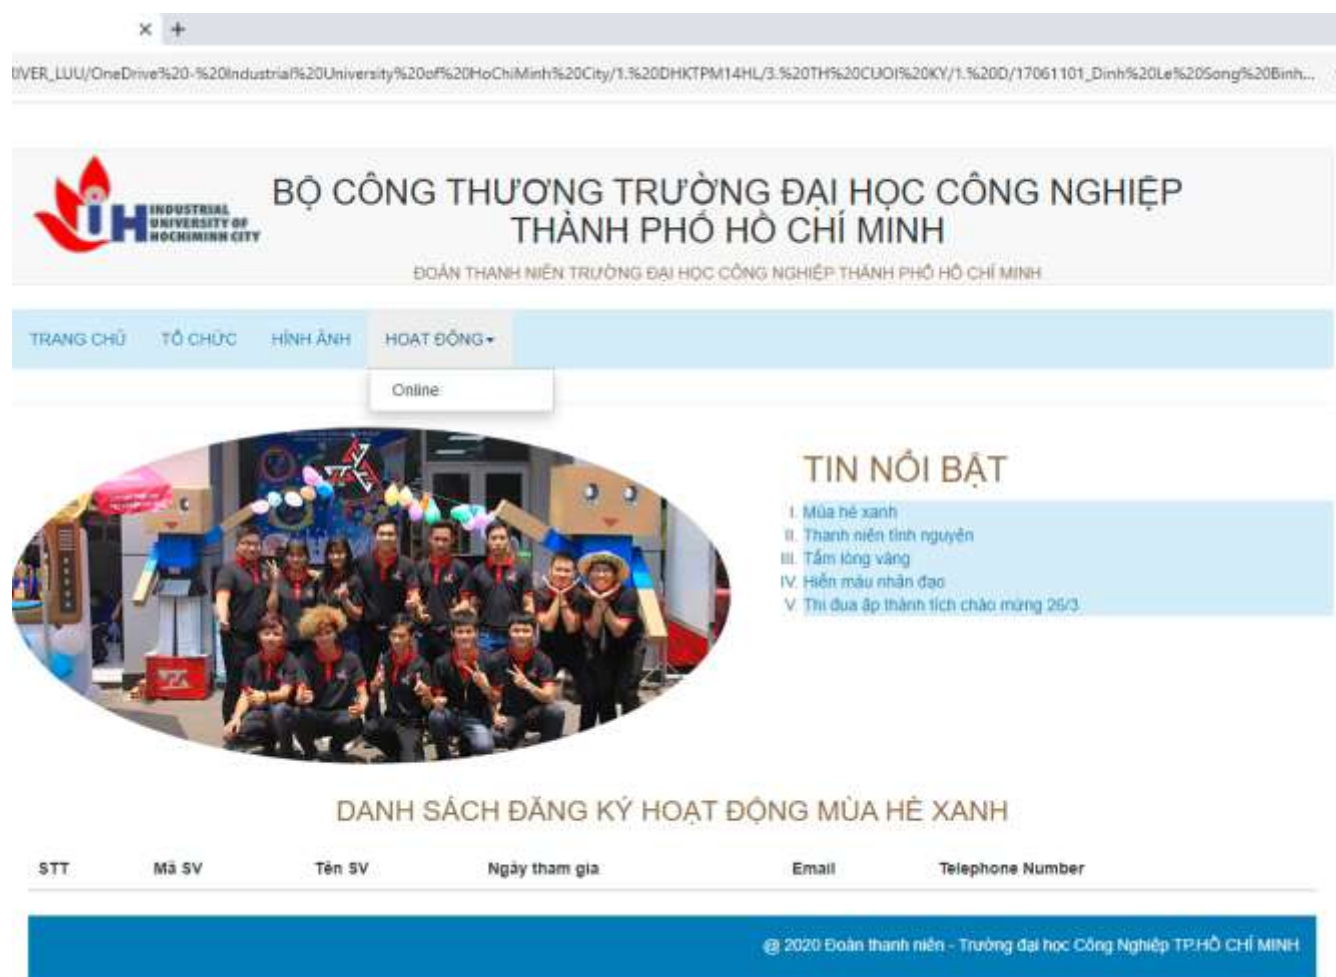 × +
IVER_LUU/OneDrive%20-%20Industrial%20University%20of%20HoChiMinh%20City/1.%20DHKTPM14HL/3.%20TH%20CUOI%20KY/1.%20D/17061101_Dinh%20Le%20Song%20Binh...
INDUSTRIAL
UNIVERSITY OF
HOCHIMINH CITY
BỘ CÔNG THƯƠNG TRƯỜNG ĐẠI HỌC CÔNG NGHIỆP
THÀNH PHỐ HỒ CHÍ MINH
ĐOÀN THANH NIÊN TRƯỜNG ĐẠI HỌC CÔNG NGHIỆP THÀNH PHỐ HỒ CHÍ MINH
TRANG CHỦ TỔ CHỨC HÌNH ẢNH HOẠT ĐỘNG
Online
TIN NỔI BẬT
I. Mùa hè xanh
II. Thanh niên tình nguyện
III. Tấm lòng vàng
IV. Hiến máu nhân đạo
V. Thi đua ập thành tích chào mừng 26/3
DANH SÁCH ĐĂNG KÝ HOẠT ĐỘNG MÙA HÈ XANH
STT Mã SV Tên SV Ngày tham gia Email Telephone Number
@ 2020 Đoàn thanh niên - Trường đại học Công Nghiệp TP.HỒ CHÍ MINH